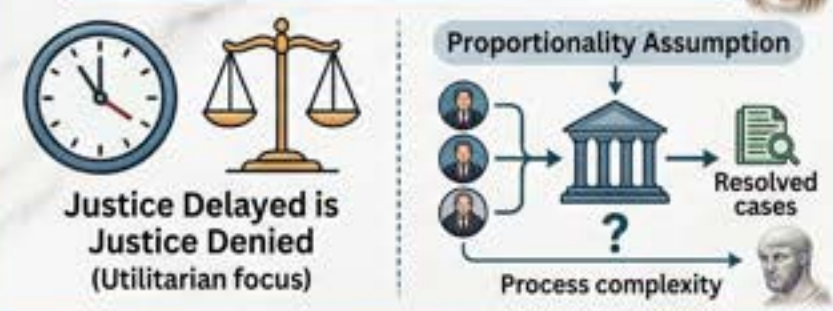 Justice Delayed is
Justice Denied
(Utilitarian focus)
Proportionality Assumption
Resolved
cases
?
Process complexity